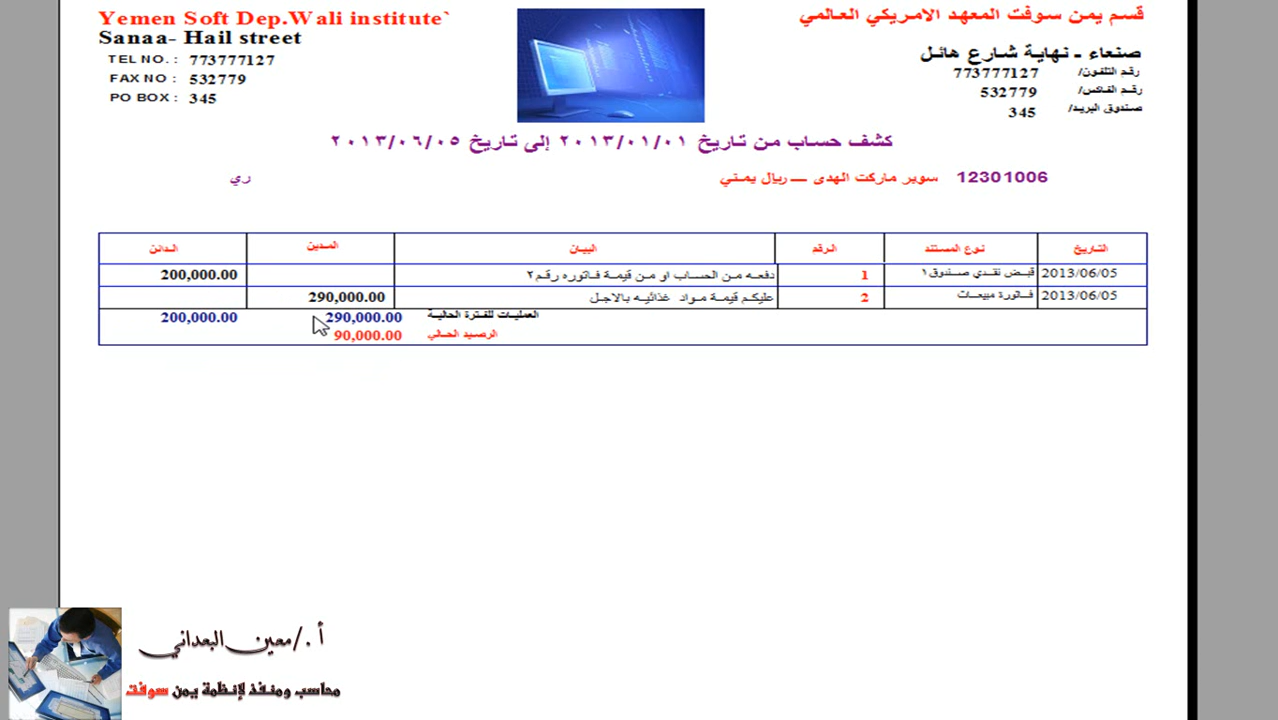 Yemen Soft Dep.Wali institute`
Sanaa- Hail street
TEL NO. : 773777127
FAX NO : 532779
PO BOX : 345
قسم يمن سوفت المعهد الامريكي العالمي
صنعاء ـ نهاية شارع هائل
رقم التلفون/ 773777127
رقم الفاكس/ 532779
صندوق البريد/ 345
كشف حساب من تاريخ ٢٠١٣/٠١/٠١ إلى تاريخ ٢٠١٣/٠٦/٠٥
12301006 سوبر ماركت الهدى ـــ ريال يمني ري
التاريخ نوع المستند الرقم البيان المدين الدائن
2013/06/05 قبض نقدي صندوق١ 1 دفعه من الحساب او من قيمة فاتوره رقم٢ 200,000.00
2013/06/05 فاتورة مبيعات 2 عليكم قيمة مواد غذائيه بالاجل 290,000.00
العمليات للفترة الحالية 290,000.00 200,000.00
الرصيد الحالي 90,000.00
أ./معين البعداني
محاسب ومنفذ لإنظمة يمن سوفت